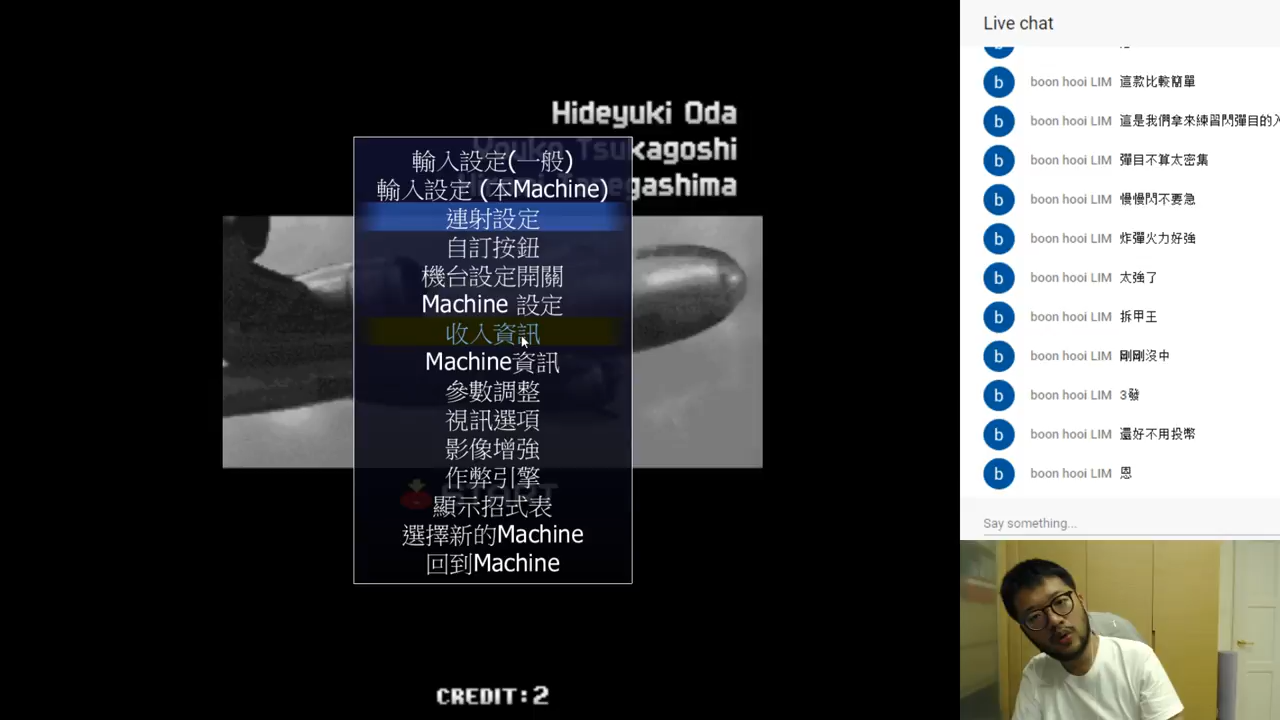 Hideyuki Oda
Tsukagoshi
輸入設定(一般)
輸入設定 (本Machine)
連射設定
自訂按鈕
機台設定開關
Machine 設定
收入資訊
Machine資訊
參數調整
視訊選項
影像增強
作弊引擎
顯示招式表
選擇新的Machine
回到Machine
CREDIT:2
Live chat
boon hooi LIM 這款比較簡單
boon hooi LIM 這是我們拿來練習閃彈目的
boon hooi LIM 彈目不算太密集
boon hooi LIM 慢慢閃不要急
boon hooi LIM 炸彈火力好強
boon hooi LIM 太強了
boon hooi LIM 拆甲王
boon hooi LIM 剛剛沒中
boon hooi LIM 3發
boon hooi LIM 還好不用投幣
boon hooi LIM 恩
Say something...